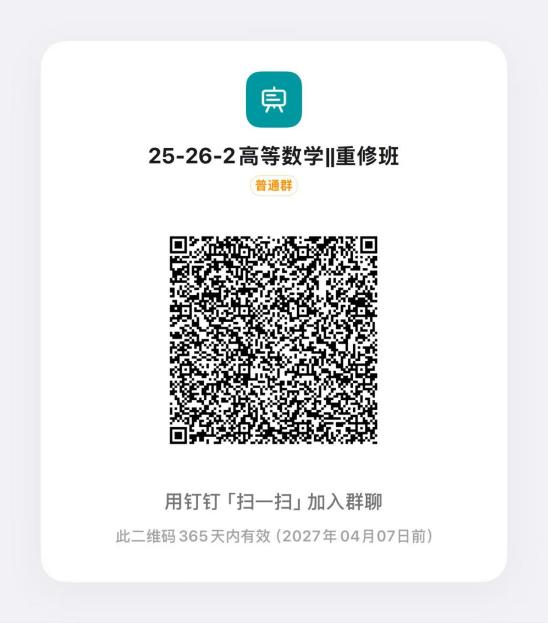 25-26-2高等数学||重修班
普通群
用钉钉「扫一扫」加入群聊
此二维码365天内有效（2027年04月07日前）